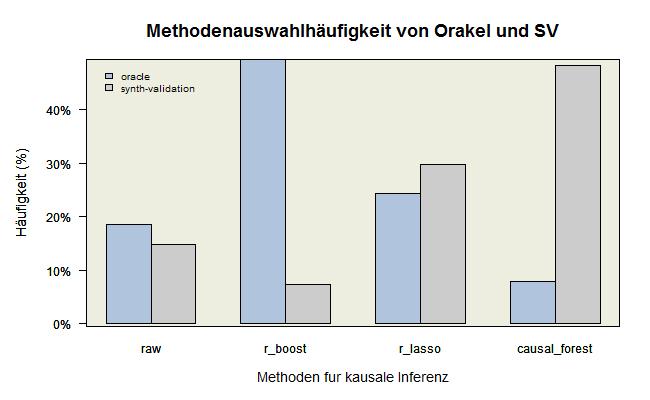 Methodenauswahlhäufigkeit von Orakel und SV
oracle
synth-validation
Häufigkeit (%)
40%
30%
20%
10%
0%
raw r_boost r_lasso causal_forest
Methoden fur kausale Inferenz